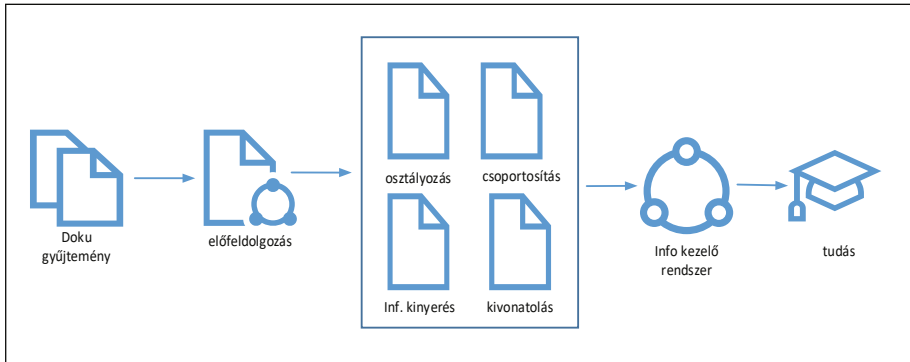 Doku
gyűjtemény
előfeldolgozás
osztályozás
csoportosítás
Inf. kinyerés
kivonatolás
Info kezelő
rendszer
tudás